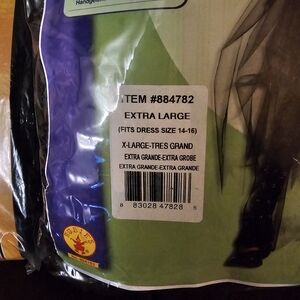 ITEM #884782
EXTRA LARGE
(FITS DRESS SIZE 14-16)
X-LARGE-TRES GRAND
EXTRA GRANDE-EXTRA GROBE
EXTRA GRANDE-EXTRA GRANDE
8 83028 47828 5
RUBIE'S